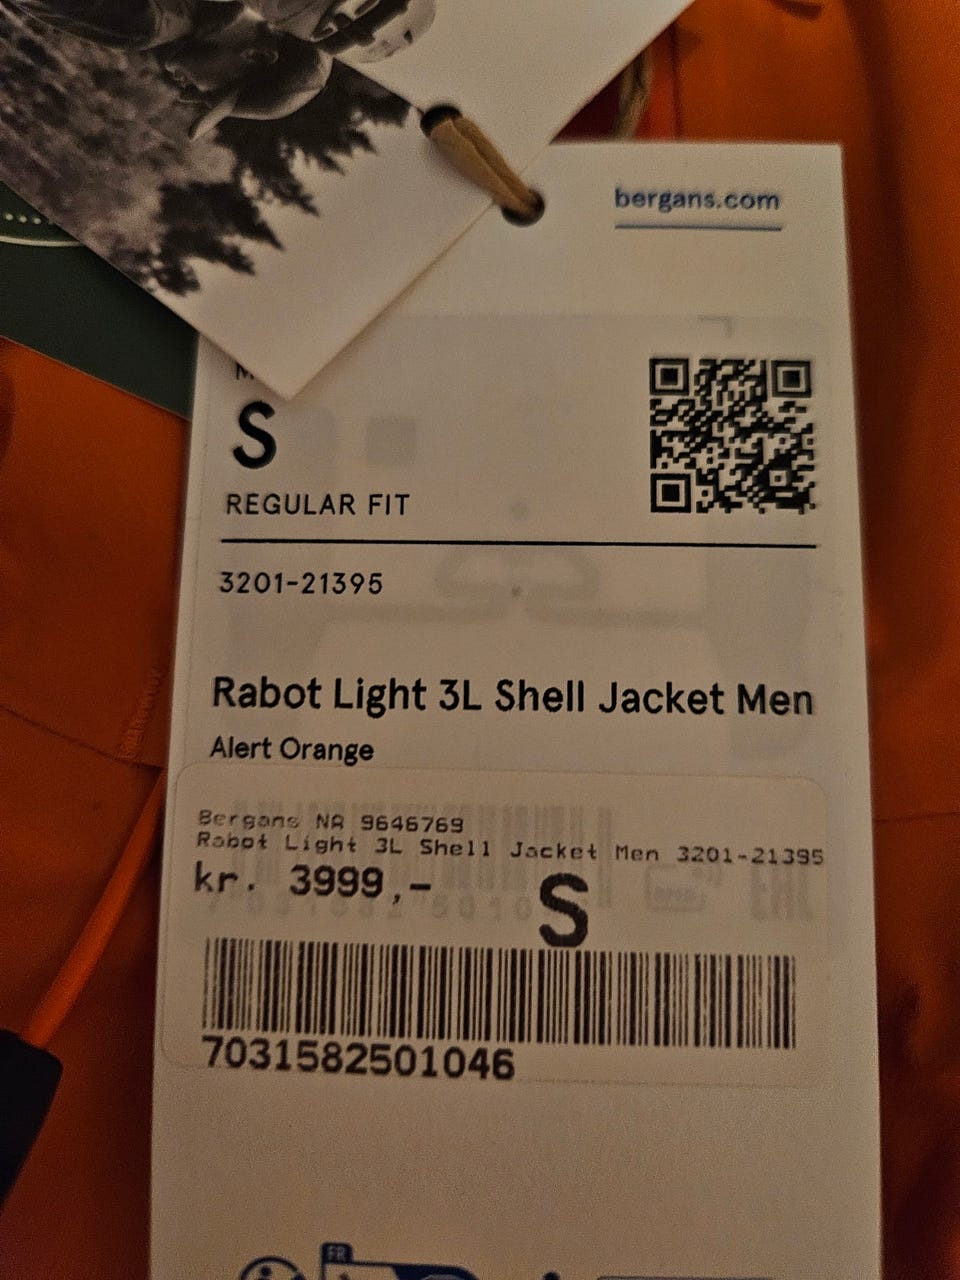 bergans.com
S
REGULAR FIT
3201-21395
Rabot Light 3L Shell Jacket Men
Alert Orange
Bergans NA 9646769
Rabot Light 3L Shell Jacket Men 3201-21395
kr. 3999,-
S
7031582501046
FR